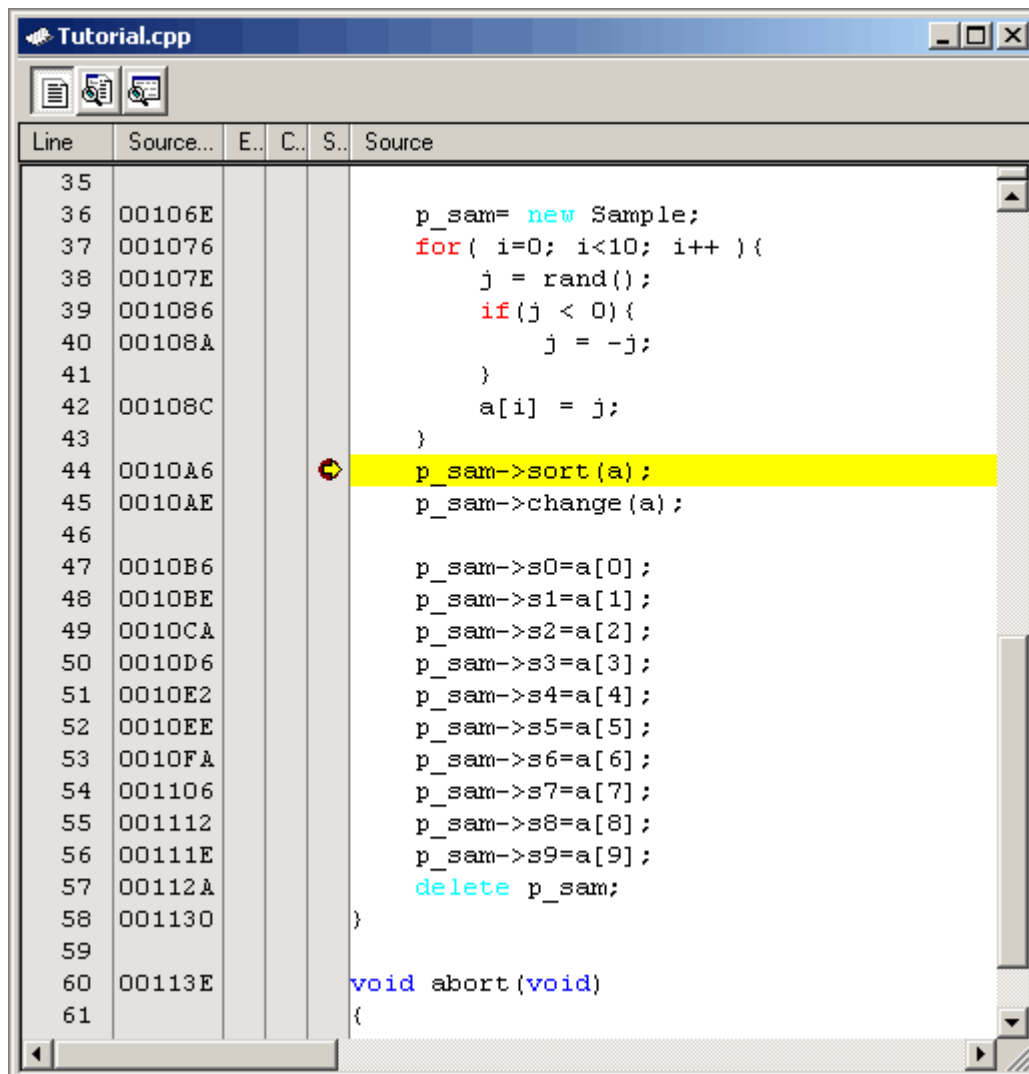 Tutorial.cpp
Line Source... E.. C.. S.. Source
35
36 00106E p_sam= new Sample;
37 001076 for( i=0; i<10; i++ ){
38 00107E j = rand();
39 001086 if(j < 0){
40 00108A j = -j;
41 }
42 00108C a[i] = j;
43 }
44 0010A6 p_sam->sort(a);
45 0010AE p_sam->change(a);
46
47 0010B6 p_sam->s0=a[0];
48 0010BE p_sam->s1=a[1];
49 0010CA p_sam->s2=a[2];
50 0010D6 p_sam->s3=a[3];
51 0010E2 p_sam->s4=a[4];
52 0010EE p_sam->s5=a[5];
53 0010FA p_sam->s6=a[6];
54 001106 p_sam->s7=a[7];
55 001112 p_sam->s8=a[8];
56 00111E p_sam->s9=a[9];
57 00112A delete p_sam;
58 001130 }
59
60 00113E void abort(void)
61 {